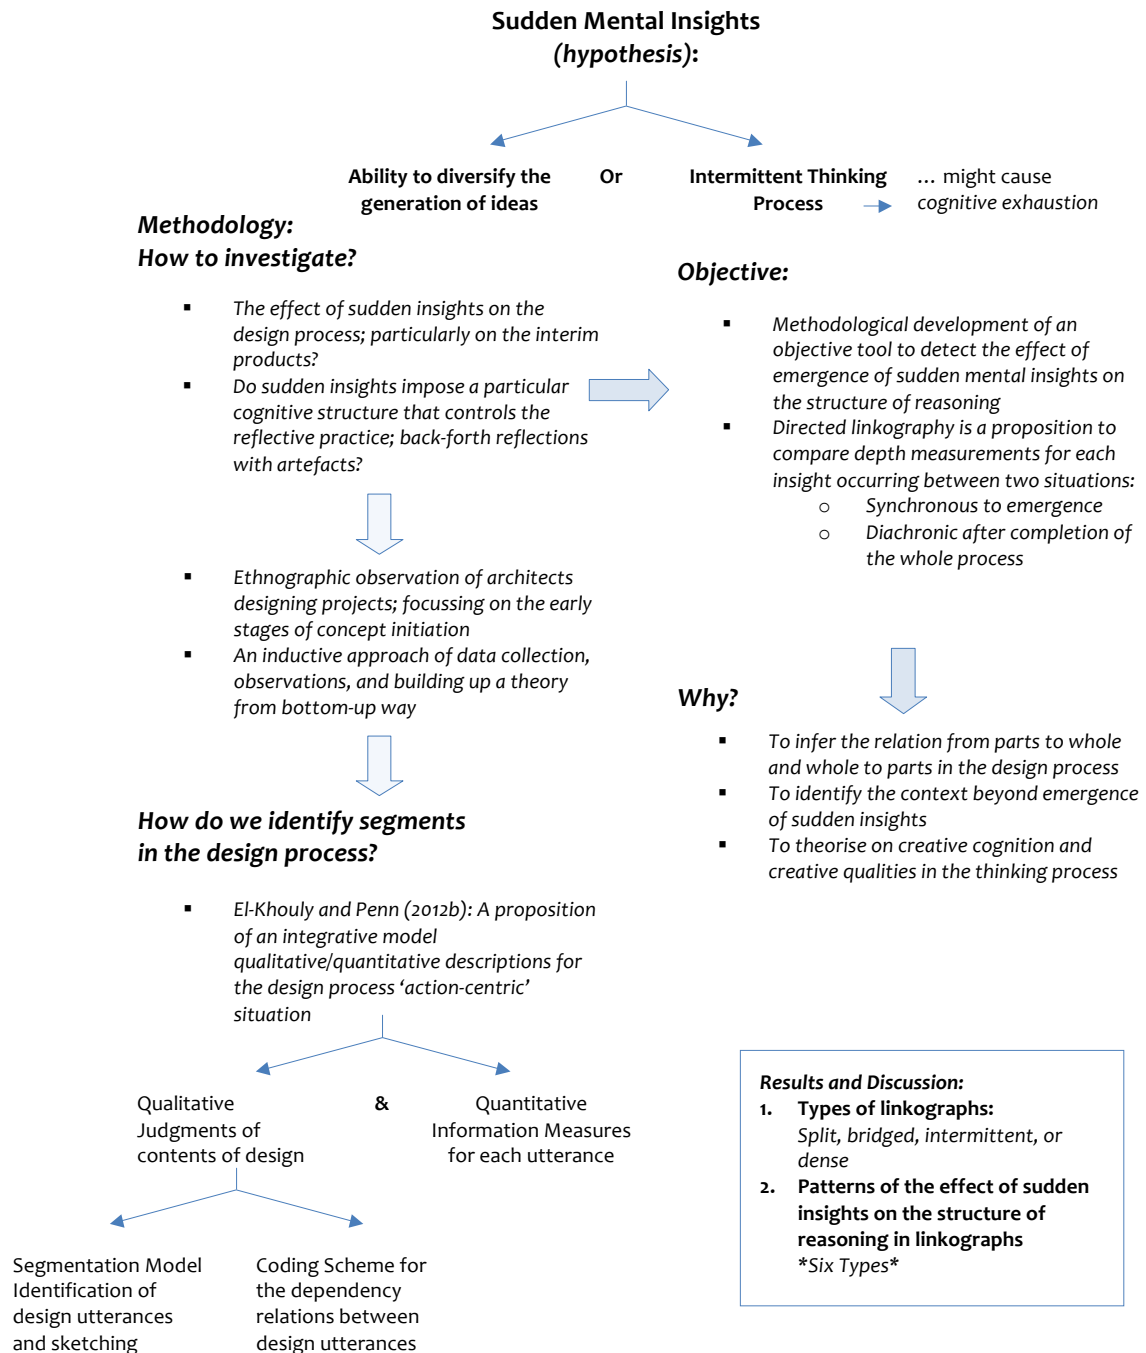 Sudden Mental Insights
(hypothesis):
Ability to diversify the
generation of ideas
Or
Intermittent Thinking
Process
... might cause
cognitive exhaustion
Methodology:
How to investigate?
▪ The effect of sudden insights on the
design process; particularly on the interim
products?
▪ Do sudden insights impose a particular
cognitive structure that controls the
reflective practice; back-forth reflections
with artefacts?
▪ Ethnographic observation of architects
designing projects; focussing on the early
stages of concept initiation
▪ An inductive approach of data collection,
observations, and building up a theory
from bottom-up way
How do we identify segments
in the design process?
▪ El-Khouly and Penn (2012b): A proposition
of an integrative model
qualitative/quantitative descriptions for
the design process ‘action-centric’
situation
Qualitative
Judgments of
contents of design
&
Quantitative
Information Measures
for each utterance
Segmentation Model
Identification of
design utterances
and sketching
Coding Scheme for
the dependency
relations between
design utterances
Objective:
▪ Methodological development of an
objective tool to detect the effect of
emergence of sudden mental insights on
the structure of reasoning
▪ Directed linkography is a proposition to
compare depth measurements for each
insight occurring between two situations:
o Synchronous to emergence
o Diachronic after completion of
the whole process
Why?
▪ To infer the relation from parts to whole
and whole to parts in the design process
▪ To identify the context beyond emergence
of sudden insights
▪ To theorise on creative cognition and
creative qualities in the thinking process
Results and Discussion:
1. Types of linkographs:
Split, bridged, intermittent, or
dense
2. Patterns of the effect of sudden
insights on the structure of
reasoning in linkographs
*Six Types*